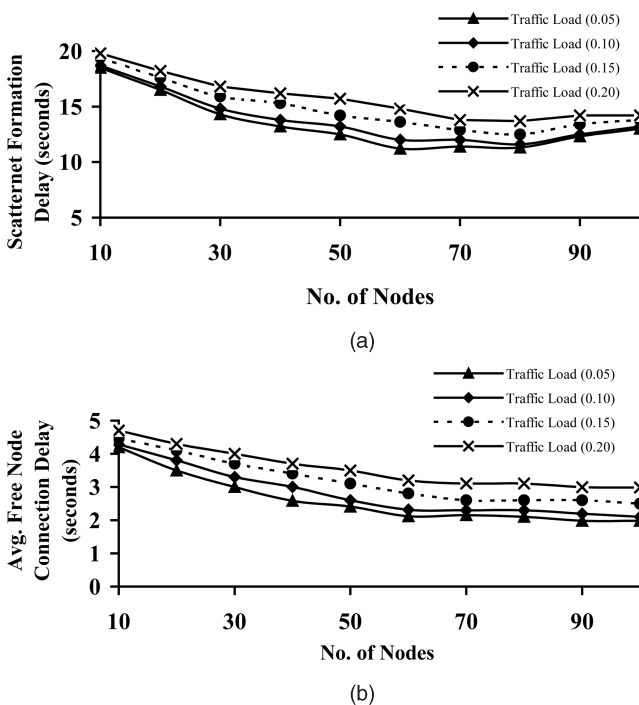 Traffic Load (0.05)
Traffic Load (0.10)
Traffic Load (0.15)
Traffic Load (0.20)
Scatternet Formation
Delay (seconds)
20
15
10
5
10 30 50 70 90
No. of Nodes
(a)
Traffic Load (0.05)
Traffic Load (0.10)
Traffic Load (0.15)
Traffic Load (0.20)
Avg. Free Node
Connection Delay
(seconds)
5
4
3
2
1
0
10 30 50 70 90
No. of Nodes
(b)